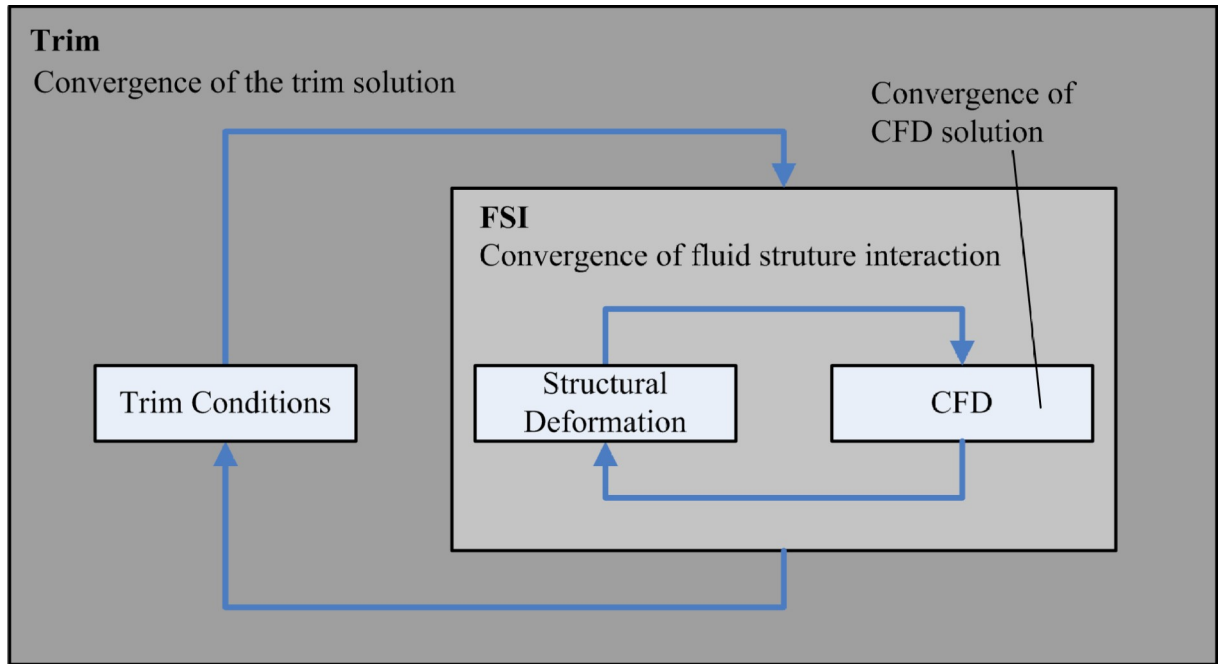 Trim
Convergence of the trim solution
Convergence of
CFD solution
FSI
Convergence of fluid struture interaction
Trim Conditions
Structural
Deformation
CFD